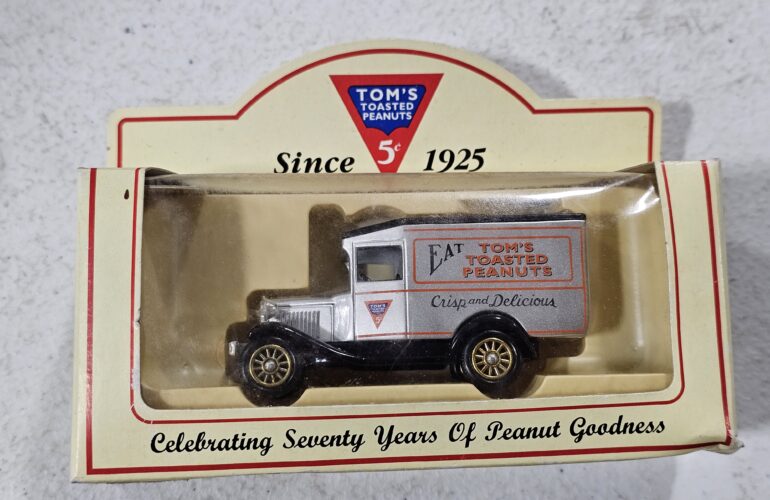 TOM'S
TOASTED
PEANUTS
5¢
Since 1925
EAT TOM'S
TOASTED
PEANUTS
Crisp and Delicious
TOM'S
Celebrating Seventy Years Of Peanut Goodness